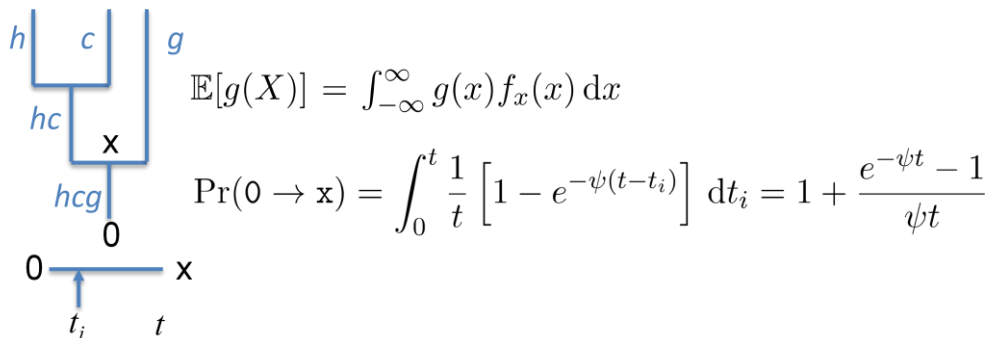 h c g
𝔼[g(X)] = ∫_{-∞}^{∞} g(x)f_x(x) dx
hc
x
Pr(0 → x) = ∫_0^t 1/t [1 − e^{−ψ(t−t_i)}] dt_i = 1 + (e^{−ψt} − 1)/(ψt)
hcg
0
0 x
t_i t